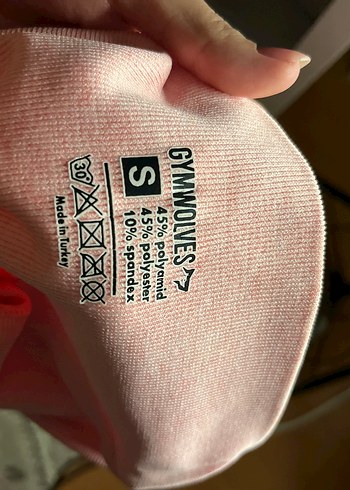 GYMWOLVES
S
45% polyamid
45% polyester
10% spandex
30°
Made in Turkey